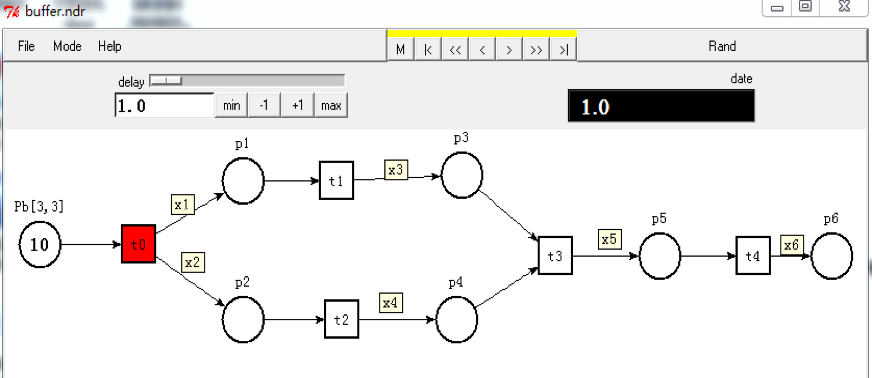 buffer.ndr
File Mode Help M |< << < > >> >| Rand
delay date
1.0 min -1 +1 max 1.0
p1 p3
t1 x3
x1
Pb[3,3] p5 p6
10 t0 x5 x6
t3 t4
x2
p2 p4
x4
t2